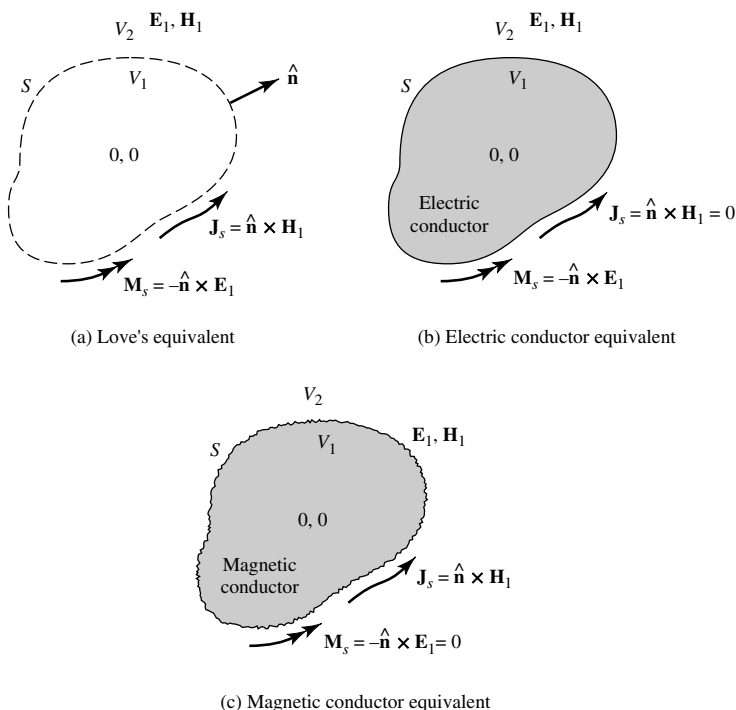 V₂ E₁, H₁
S
V₁
n̂
0, 0
Jₛ = n̂ × H₁
Mₛ = –n̂ × E₁
(a) Love's equivalent
V₂ E₁, H₁
S
V₁
0, 0
Electric
conductor
Jₛ = n̂ × H₁ = 0
Mₛ = –n̂ × E₁
(b) Electric conductor equivalent
V₂
E₁, H₁
S
V₁
0, 0
Magnetic
conductor
Jₛ = n̂ × H₁
Mₛ = –n̂ × E₁= 0
(c) Magnetic conductor equivalent